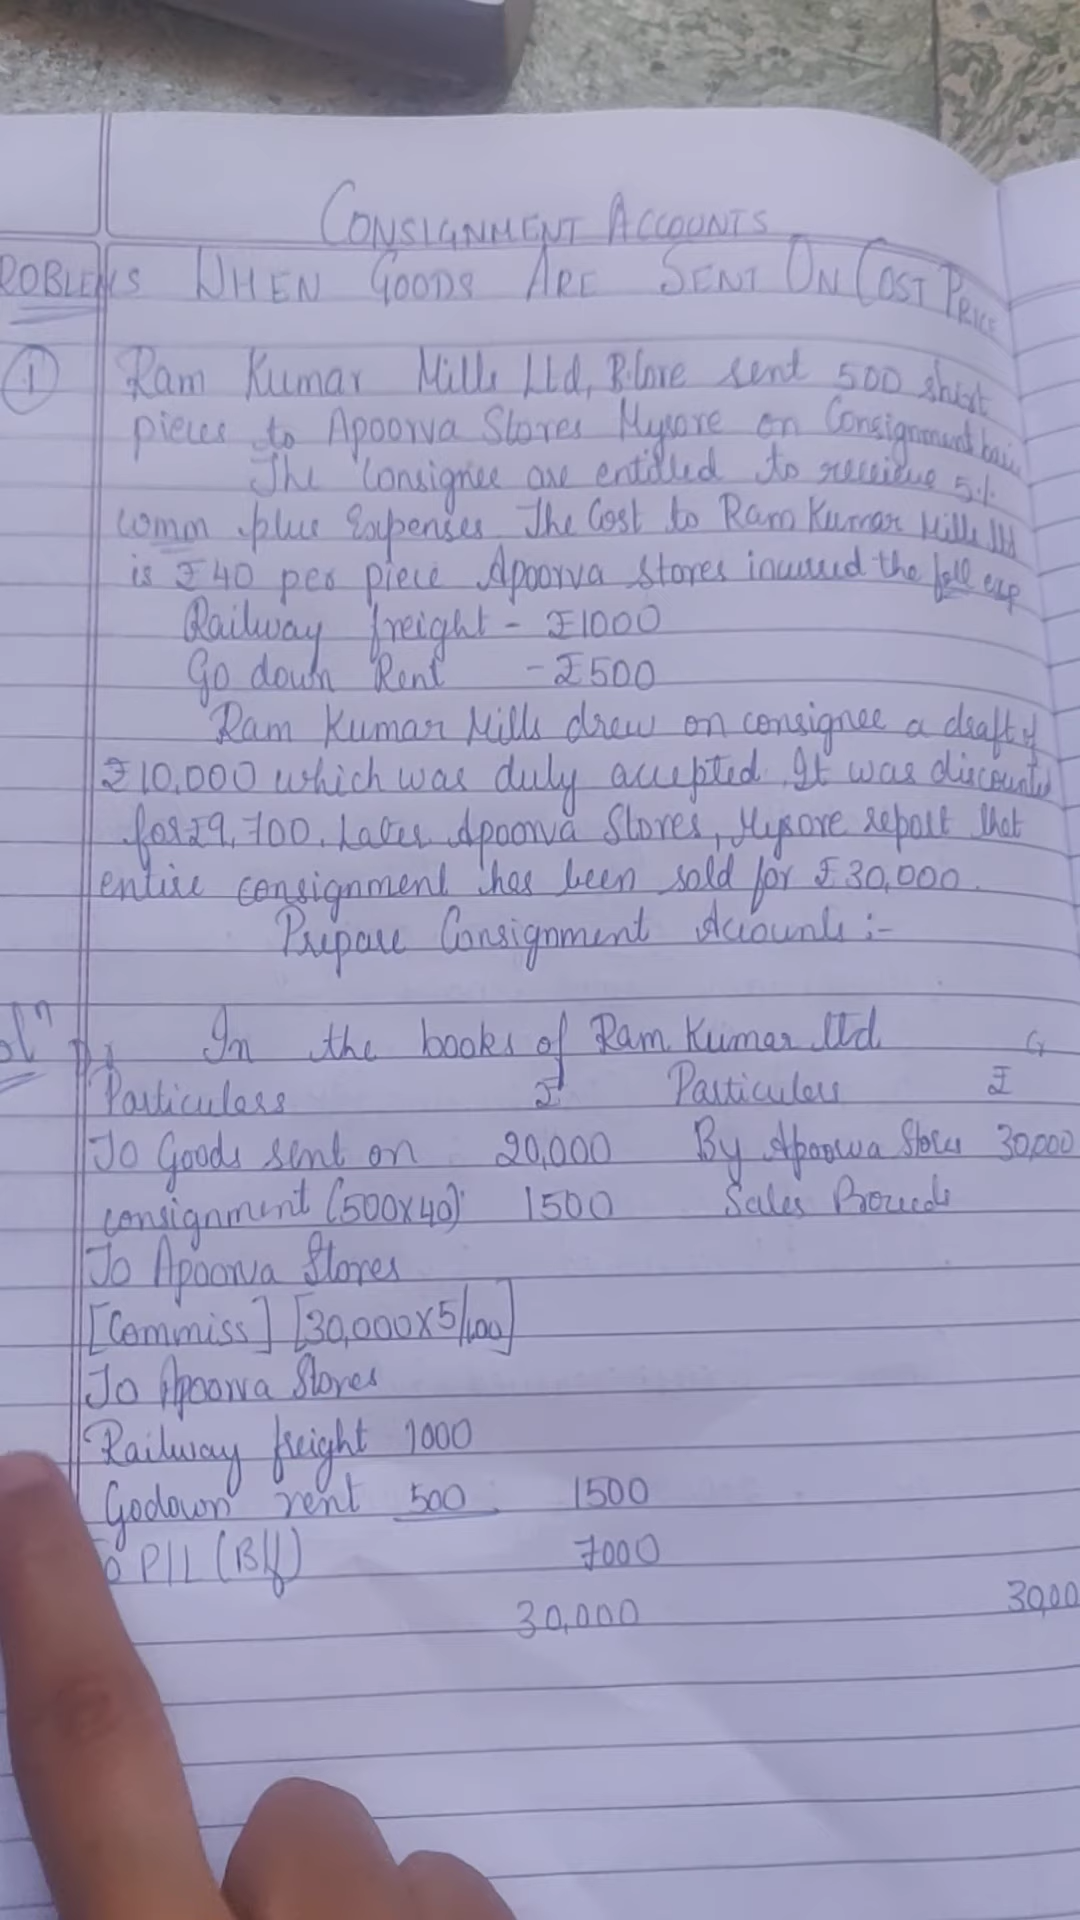 CONSIGNMENT ACCOUNTS
ROBLEMS WHEN GOODS ARE SENT ON COST PRICE
① Ram Kumar Mills Ltd, B'lore sent 500 shirt
pieces to Apoorva Stores Mysore on Consignment
The Consignee are entitled to receieve 5%
comm plus Expenses. The Cost to Ram Kumar Mills ltd
is ₹40 per piece Apoorva Stores incurred the foll exp
Railway freight - ₹1000
Go down Rent - ₹500
Ram Kumar Mills drew on consignee a draft of
₹10,000 which was duly accepted. It was discounted
for ₹9,700. Later Apoorva Stores, Mysore report that
entire consignment has been sold for ₹30,000.
Prepare Consignment Accounts :-
olⁿ In the books of Ram Kumar ltd
Dr Cr
Particulars ₹ Particulars ₹
To Goods sent on 20,000 By Apoorva Stores 30,000
consignment (500x40) 1500 Sales
To Apoorva Stores
[Commiss] [30,000x5/100]
To Apoorva Stores
Railway freight 1000
Godown rent 500 1500
o P/L (B/f) 7000
30,000 30,00